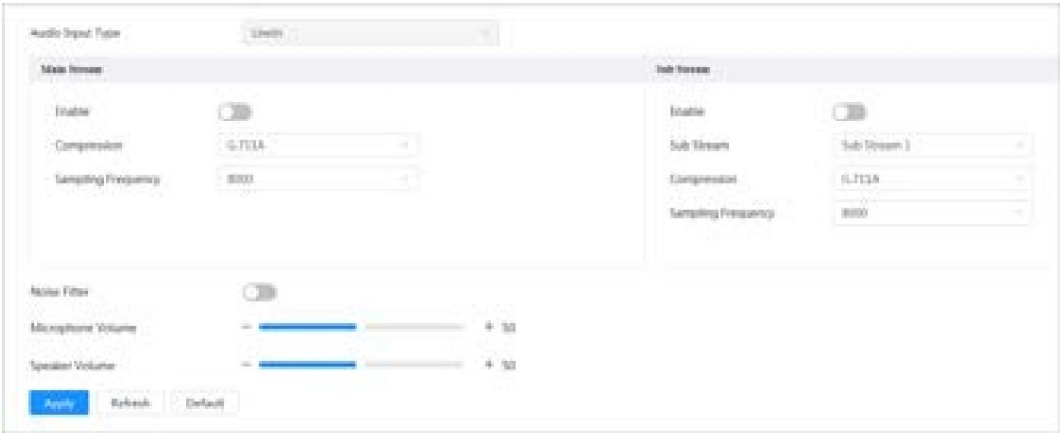 Audio Input Type LineIn
Main Stream
Enable
Compression G.711A
Sampling Frequency 8000
Sub Stream
Enable
Sub Stream Sub Stream 1
Compression G.711A
Sampling Frequency 8000
Noise Filter
Microphone Volume − + 50
Speaker Volume − + 50
Apply Refresh Default